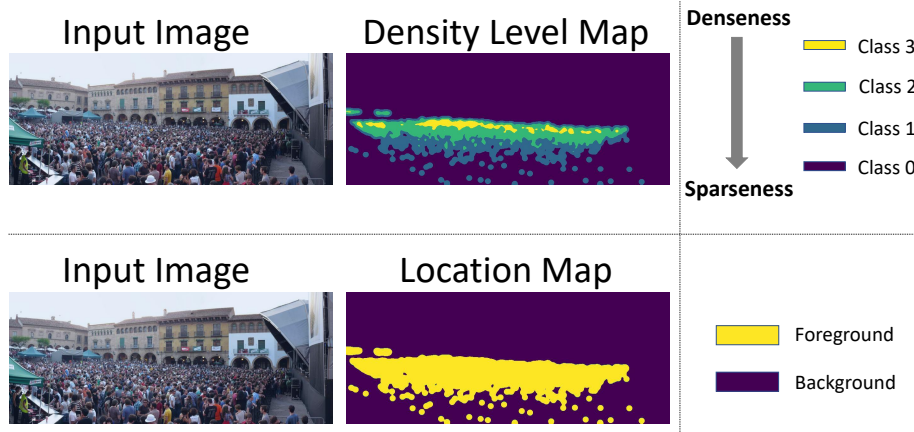 Input Image
Density Level Map
Denseness
Class 3
Class 2
Class 1
Class 0
Sparseness
Input Image
Location Map
Foreground
Background